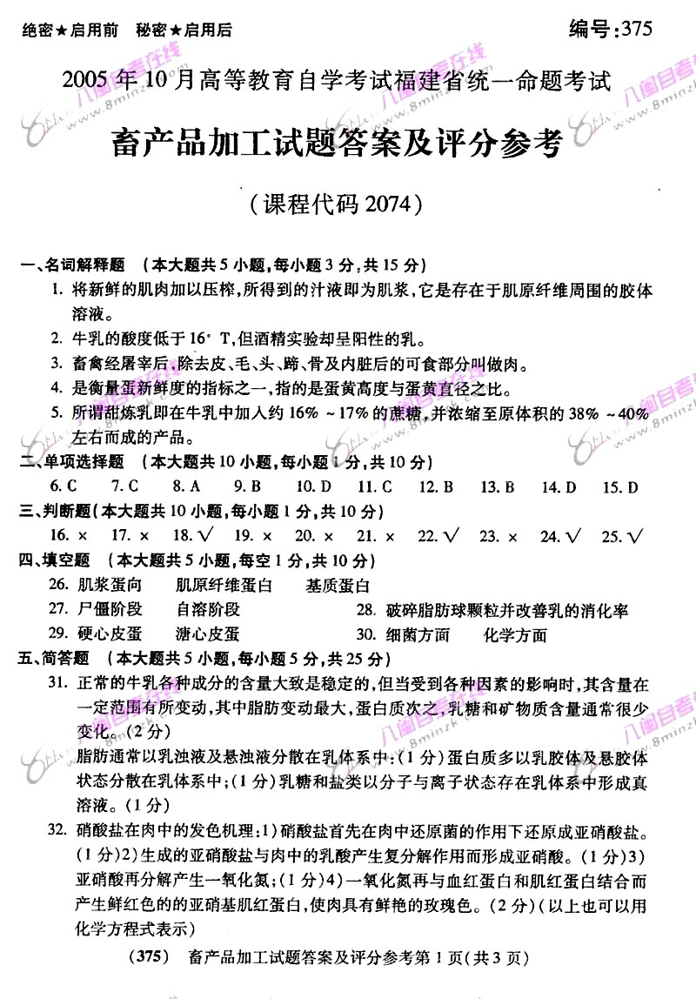 绝密★启用前 秘密★启用后 编号:375
2005 年 10 月高等教育自学考试福建省统一命题考试
畜产品加工试题答案及评分参考
(课程代码 2074)
一、名词解释题 (本大题共 5 小题,每小题 3 分,共 15 分)
1. 将新鲜的肌肉加以压榨,所得到的汁液即为肌浆,它是存在于肌原纤维周围的胶体
溶液。
2. 牛乳的酸度低于 16° T,但酒精实验却呈阳性的乳。
3. 畜禽经屠宰后,除去皮、毛、头、蹄、骨及内脏后的可食部分叫做肉。
4. 是衡量蛋新鲜度的指标之一,指的是蛋黄高度与蛋黄直径之比。
5. 所谓甜炼乳即在牛乳中加入约 16% ~17% 的蔗糖,并浓缩至原体积的 38% ~40%
左右而成的产品。
二、单项选择题 (本大题共 10 小题,每小题 1 分,共 10 分)
6. C 7. C 8. A 9. B 10. D 11. C 12. B 13. B 14. D 15. D
三、判断题(本大题共 10 小题,每小题 1 分,共 10 分)
16. × 17. × 18. √ 19. × 20. × 21. × 22. √ 23. × 24. √ 25. √
四、填空题 (本大题共 5 小题,每空 1 分,共 10 分)
26. 肌浆蛋向 肌原纤维蛋白 基质蛋白
27. 尸僵阶段 自溶阶段 28. 破碎脂肪球颗粒并改善乳的消化率
29. 硬心皮蛋 溏心皮蛋 30. 细菌方面 化学方面
五、简答题 (本大题共 5 小题,每小题 5 分,共 25 分)
31. 正常的牛乳各种成分的含量大致是稳定的,但当受到各种因素的影响时,其含量在
一定范围有所变动,其中脂肪变动最大,蛋白质次之,乳糖和矿物质含量通常很少
变化。(2 分)
脂肪通常以乳浊液及悬浊液分散在乳体系中:(1 分)蛋白质多以乳胶体及悬胶体
状态分散在乳体系中;(1 分)乳糖和盐类以分子与离子状态存在乳体系中形成真
溶液。(1 分)
32. 硝酸盐在肉中的发色机理:1)硝酸盐首先在肉中还原菌的作用下还原成亚硝酸盐。
(1 分)2)生成的亚硝酸盐与肉中的乳酸产生复分解作用而形成亚硝酸。(1 分)3)
亚硝酸再分解产生一氧化氮;(1 分)4)一氧化氮再与血红蛋白和肌红蛋白结合而
产生鲜红色的的亚硝基肌红蛋白,使肉具有鲜艳的玫瑰色。(2 分)(以上也可以用
化学方程式表示)
(375) 畜产品加工试题答案及评分参考第 1 页(共 3 页)
八闽自考在线
www.8minzk.com